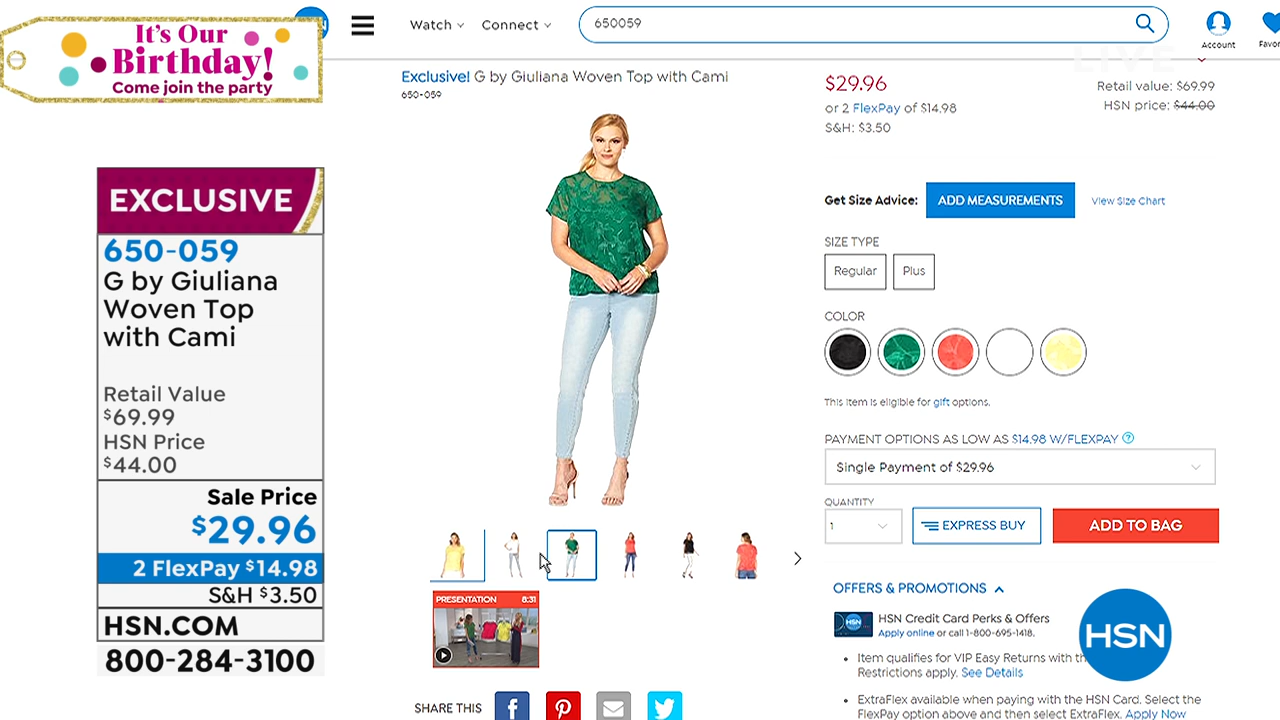 It's Our
Birthday!
Come join the party
Watch
Connect
650059
Account
Favor
LIVE
Exclusive! G by Giuliana Woven Top with Cami
650-059
$29.96
or 2 FlexPay of $14.98
S&H: $3.50
Retail value: $69.99
HSN price: $44.00
Get Size Advice:
ADD MEASUREMENTS
View Size Chart
SIZE TYPE
Regular
Plus
COLOR
This item is eligible for gift options.
PAYMENT OPTIONS AS LOW AS $14.98 W/FLEXPAY ?
Single Payment of $29.96
QUANTITY
1
EXPRESS BUY
ADD TO BAG
OFFERS & PROMOTIONS
HSN
HSN Credit Card Perks & Offers
Apply online or call 1-800-695-1418.
Item qualifies for VIP Easy Returns with th
Restrictions apply. See Details
ExtraFlex available when paying with the HSN Card. Select the
FlexPay option above and then select ExtraFlex. Apply Now
HSN
PRESENTATION 8:31
SHARE THIS
EXCLUSIVE
650-059
G by Giuliana
Woven Top
with Cami
Retail Value
$69.99
HSN Price
$44.00
Sale Price
$29.96
2 FlexPay $14.98
S&H $3.50
HSN.COM
800-284-3100